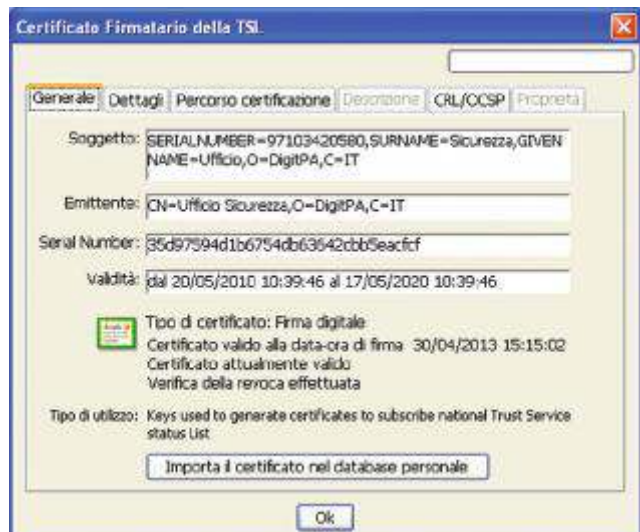 Certificato Firmatario della TSL
Generale Dettagli Percorso certificazione Descrizione CRL/OCSP Proprietà
Soggetto: SERIALNUMBER=97103420580,SURNAME=Sicurezza,GIVEN
NAME=Ufficio,O=DigitPA,C=IT
Emittente: CN=Ufficio Sicurezza,O=DigitPA,C=IT
Serial Number: 35d97594d1b6754db63642cbb5eacfcf
Validità: dal 20/05/2010 10:39:46 al 17/05/2020 10:39:46
Tipo di certificato: Firma digitale
Certificato valido alla data-ora di firma 30/04/2013 15:15:02
Certificato attualmente valido
Verifica della revoca effettuata
Tipo di utilizzo: Keys used to generate certificates to subscribe national Trust Service
status List
Importa il certificato nel database personale
Ok